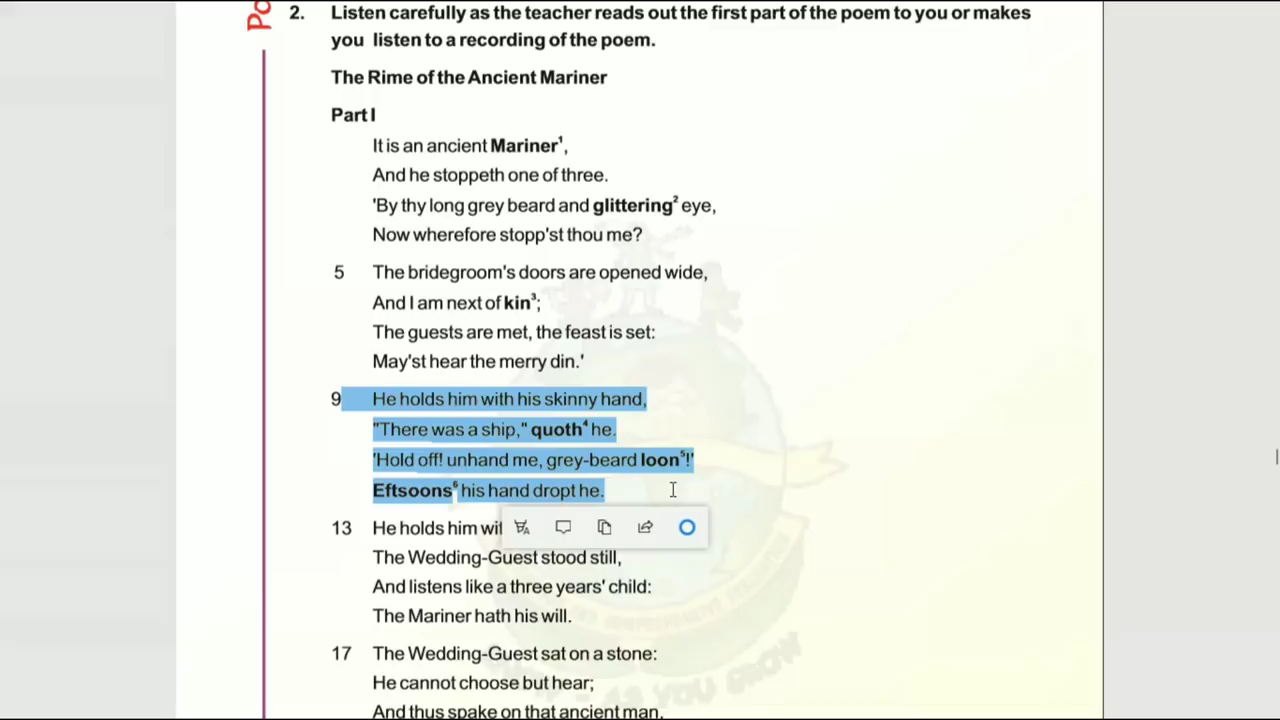 Po
2. Listen carefully as the teacher reads out the first part of the poem to you or makes
you listen to a recording of the poem.
The Rime of the Ancient Mariner
Part I
It is an ancient Mariner¹,
And he stoppeth one of three.
'By thy long grey beard and glittering² eye,
Now wherefore stopp'st thou me?
5 The bridegroom's doors are opened wide,
And I am next of kin³;
The guests are met, the feast is set:
May'st hear the merry din.'
9 He holds him with his skinny hand,
"There was a ship," quoth⁴ he.
'Hold off! unhand me, grey-beard loon⁵!'
Eftsoons⁶ his hand dropt he.
13 He holds him wit
The Wedding-Guest stood still,
And listens like a three years' child:
The Mariner hath his will.
17 The Wedding-Guest sat on a stone:
He cannot choose but hear;
And thus spake on that ancient man,
AS YOU GROW